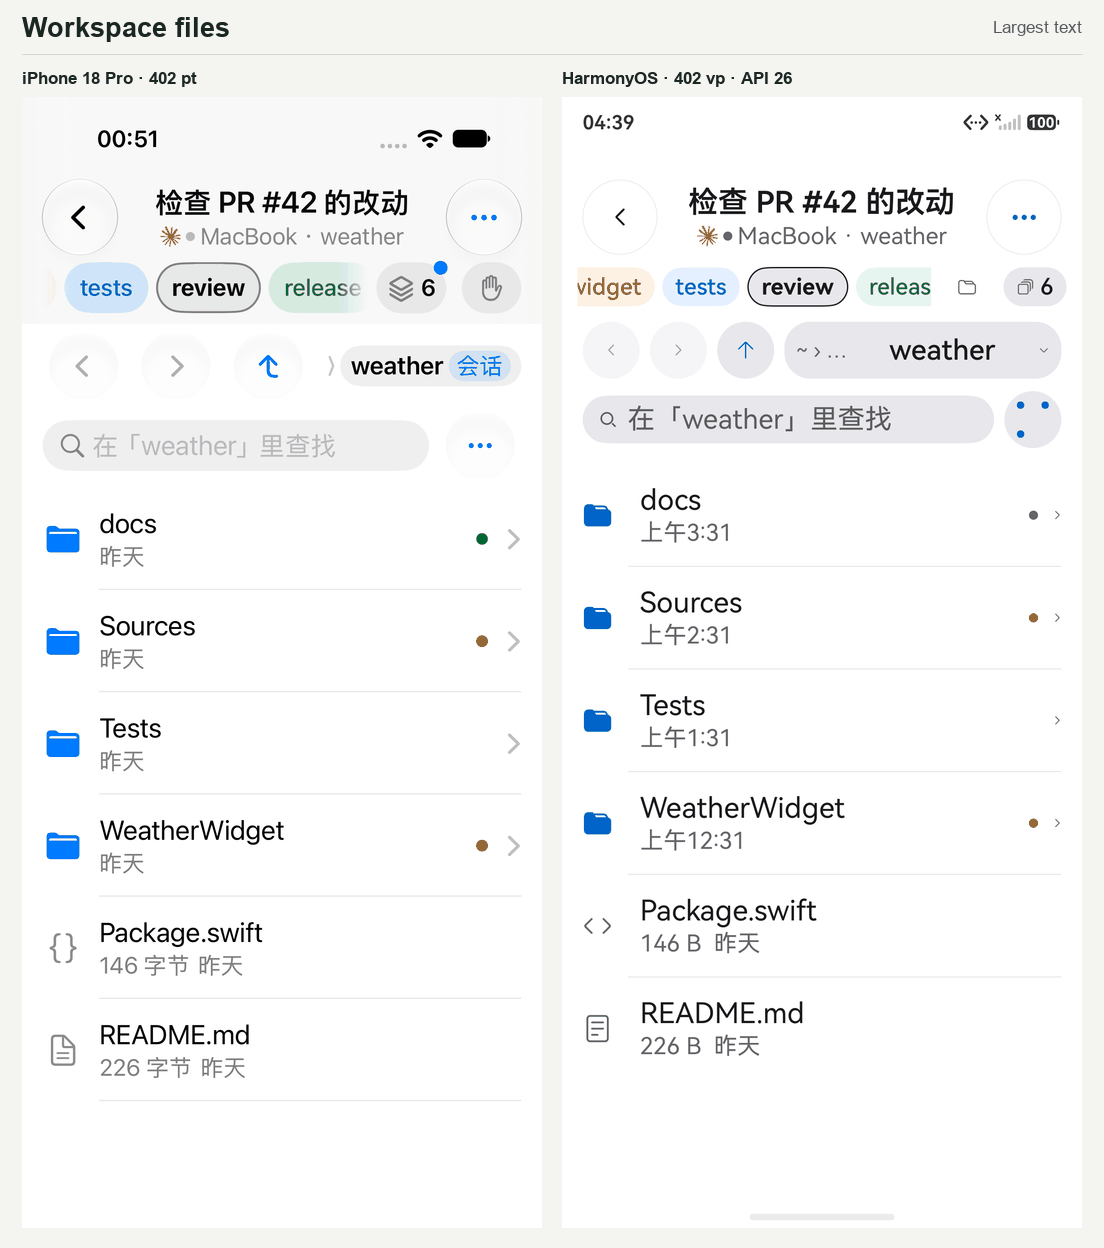 Workspace files
Largest text
iPhone 18 Pro · 402 pt
00:51
检查 PR #42 的改动
MacBook · weather
tests
review
release
6
weather 会话
在「weather」里查找
docs
昨天
Sources
昨天
Tests
昨天
WeatherWidget
昨天
Package.swift
146 字节 昨天
README.md
226 字节 昨天
HarmonyOS · 402 vp · API 26
04:39
100
检查 PR #42 的改动
MacBook · weather
widget
tests
review
releas
6
~ › … weather
在「weather」里查找
docs
上午3:31
Sources
上午2:31
Tests
上午1:31
WeatherWidget
上午12:31
Package.swift
146 B 昨天
README.md
226 B 昨天